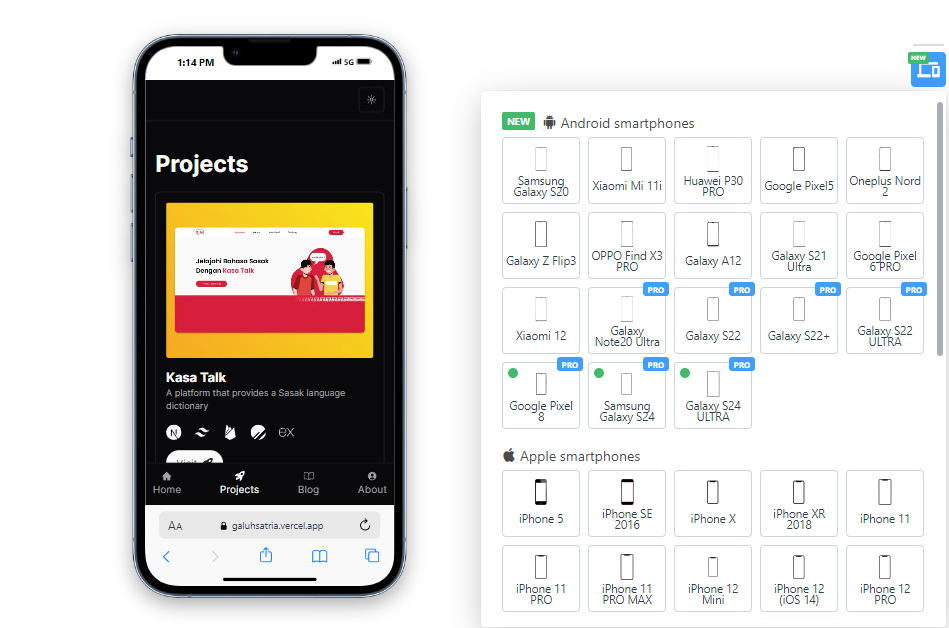 1:14 PM
5G
Projects
Jelajahi Bahasa Sasak
Dengan Kasa Talk
Kasa Talk
A platform that provides a Sasak language
dictionary
N
EX
Visit
Home
Projects
Blog
About
AA
galuhsatria.vercel.app
NEW
NEW
Android smartphones
Samsung
Galaxy S20
Xiaomi Mi 11i
Huawei P30
PRO
Google Pixel5
Oneplus Nord
2
Galaxy Z Flip3
OPPO Find X3
PRO
Galaxy A12
Galaxy S21
Ultra
Google Pixel
6 PRO
Xiaomi 12
PRO
Galaxy
Note20 Ultra
PRO
Galaxy S22
PRO
Galaxy S22+
PRO
Galaxy S22
ULTRA
PRO
Google Pixel
8
PRO
Samsung
Galaxy S24
PRO
Galaxy S24
ULTRA
Apple smartphones
iPhone 5
iPhone SE
2016
iPhone X
iPhone XR
2018
iPhone 11
iPhone 11
PRO
iPhone 11
PRO MAX
iPhone 12
Mini
iPhone 12
(iOS 14)
iPhone 12
PRO